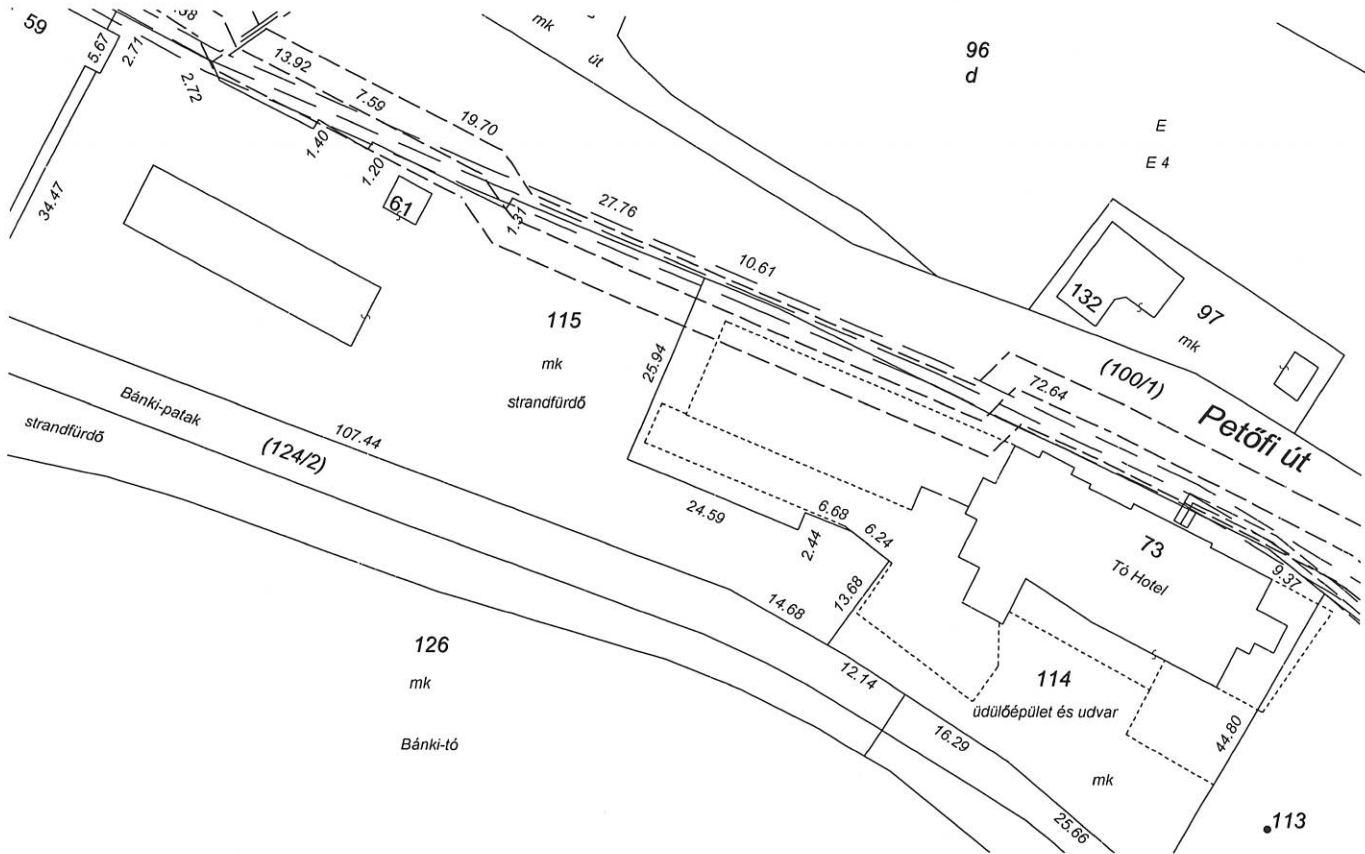 59
5.67
2.71
2.72
13.92
7.59
19.70
mk
út
96
d
E
E 4
1.40
1.20
61
1.31
27.76
10.61
34.47
132
97
mk
(100/1)
Petőfi út
72.64
115
mk
strandfürdő
25.94
Bánki-patak
strandfürdő
(124/2)
107.44
24.59
6.68
6.24
2.44
13.68
14.68
73
Tó Hotel
9.37
126
mk
Bánki-tó
12.14
16.29
25.66
114
üdülőépület és udvar
mk
44.80
113